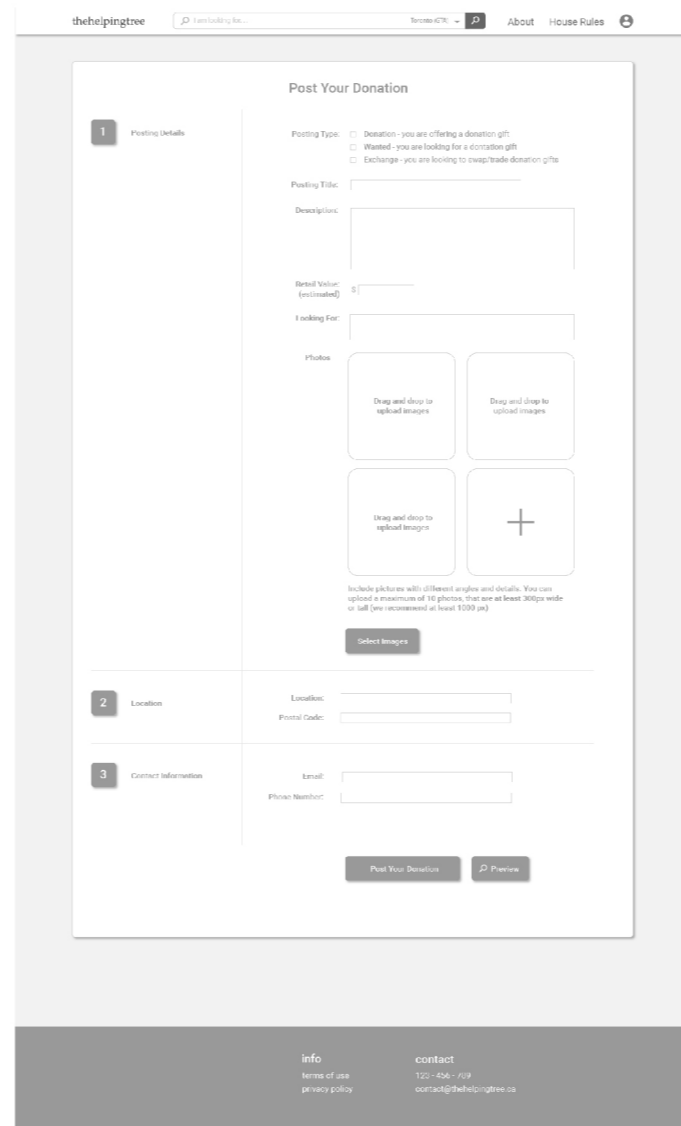 thehelpingtree
I am looking for...
Toronto (GTA)
About
House Rules
Post Your Donation
1
Posting Details
Posting Type:
Donation - you are offering a donation gift
Wanted - you are looking for a dontation gift
Exchange - you are looking to swap/trade donation gifts
Posting Title:
Description:
Retail Value:
(estimated)
$
Looking For:
Photos
Drag and drop to
upload images
Drag and drop to
upload images
Drag and drop to
upload images
Include pictures with different angles and details. You can
upload a maximum of 10 photos, that are at least 300px wide
or tall (we recommend at least 1000 px)
Select Images
2
Location
Location:
Postal Code:
3
Contact Information
Email:
Phone Number:
Post Your Donation
Preview
info
terms of use
privacy policy
contact
123 - 456 - 789
contact@thehelpingtree.ca